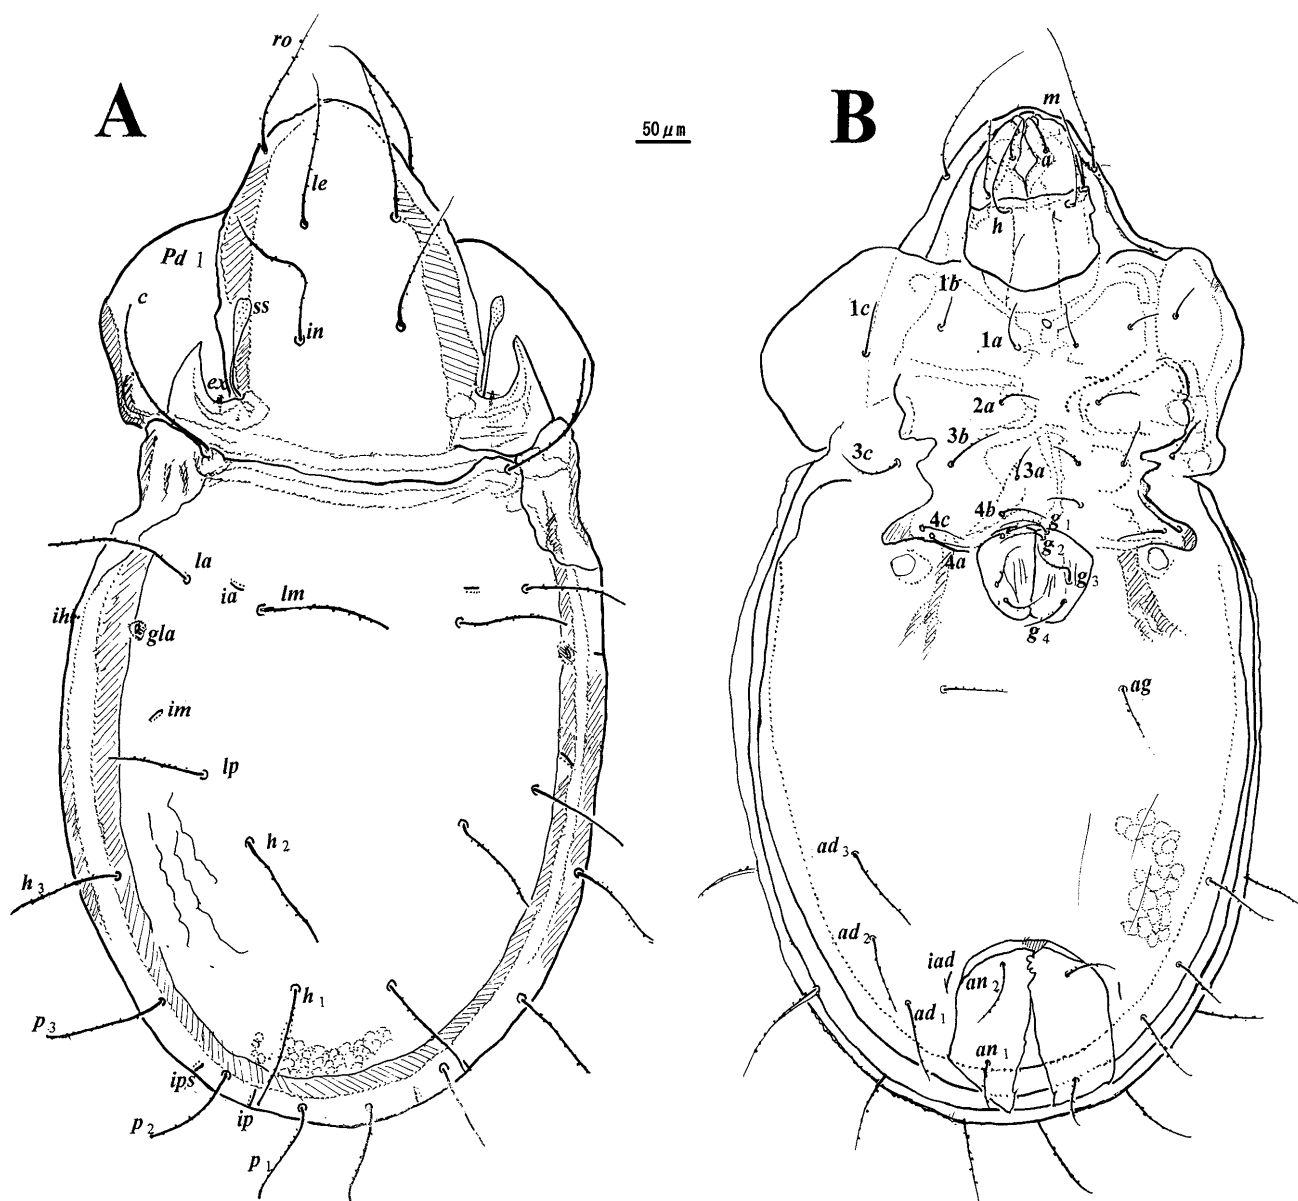 A
ro
le
Pd 1
c
ss
in
ex
la
ia
lm
ih
gla
im
lp
h2
h3
h1
p3
ips
p2
ip
p1
50 μm
B
m
a
h
1b
1c
1a
2a
3b
3c
3a
4b
4c
g1
g2
4a
g3
g4
ag
ad3
ad2
iad
an2
ad1
an1